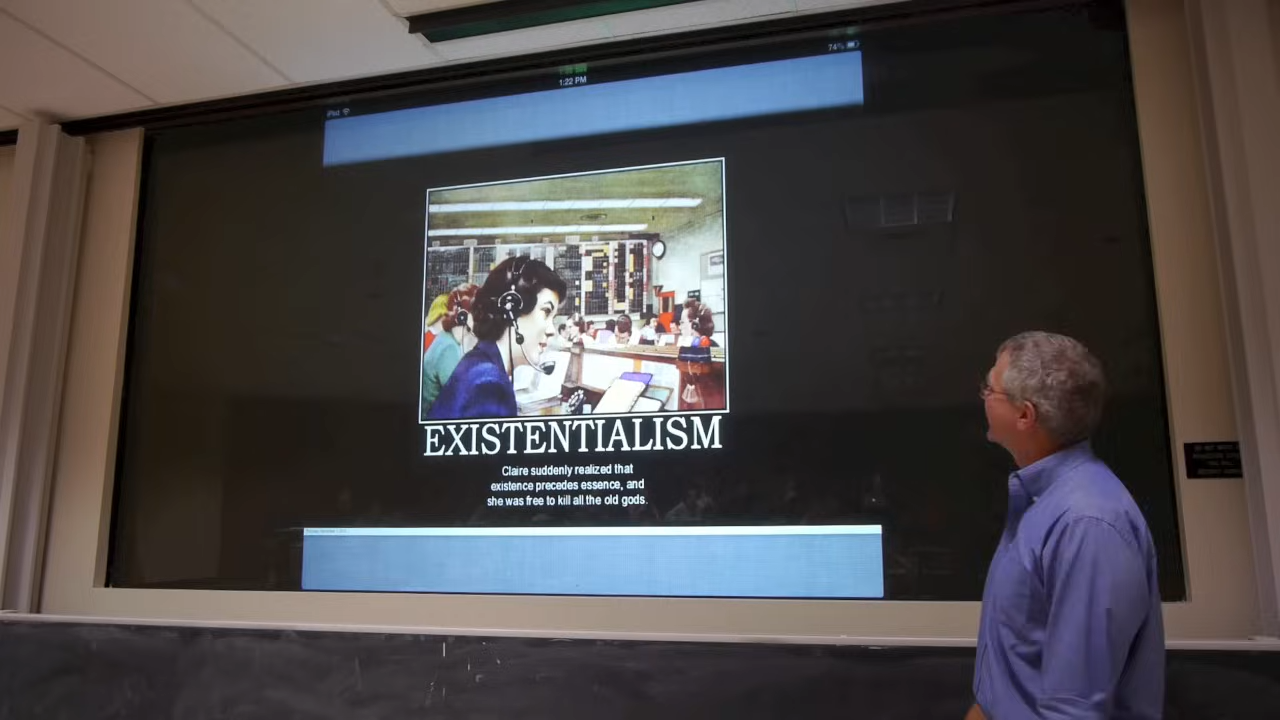 iPod
1:22 PM
74%
EXISTENTIALISM
Claire suddenly realized that
existence precedes essence, and
she was free to kill all the old gods.